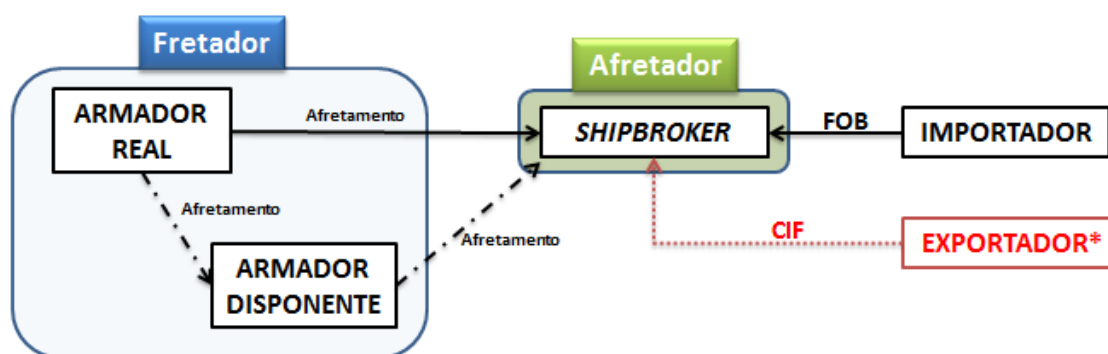 Fretador
Afretador
ARMADOR
REAL
Afretamento
SHIPBROKER
FOB
IMPORTADOR
Afretamento
Afretamento
CIF
EXPORTADOR*
ARMADOR
DISPONENTE